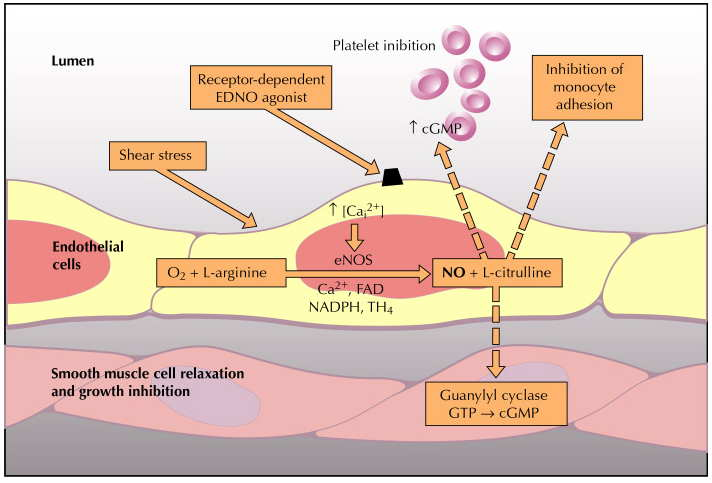 Platelet inibition
Lumen
Receptor-dependent
EDNO agonist
Inhibition of
monocyte
adhesion
↑ cGMP
Shear stress
↑ [Caᵢ²⁺]
Endothelial
cells
eNOS
O₂ + L-arginine
NO + L-citrulline
Ca²⁺, FAD
NADPH, TH₄
Smooth muscle cell relaxation
and growth inhibition
Guanylyl cyclase
GTP → cGMP